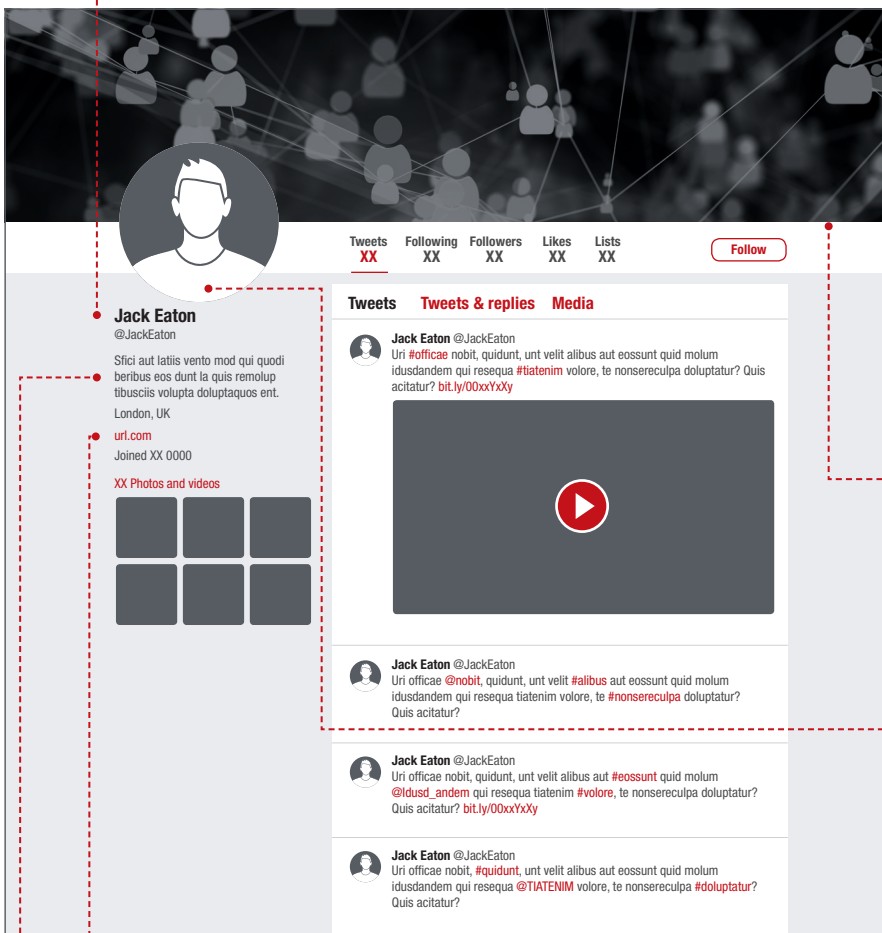 Tweets Following Followers Likes Lists
XX XX XX XX XX
Follow
Jack Eaton
@JackEaton
Sfici aut latiis vento mod qui quodi
beribus eos dunt la quis remolup
tibusciis volupta doluptaquos ent.
London, UK
url.com
Joined XX 0000
XX Photos and videos
Tweets Tweets & replies Media
Jack Eaton @JackEaton
Uri #officae nobit, quidunt, unt velit alibus aut eossunt quid molum
idusdandem qui resequa #tiatenim volore, te nonsereculpa doluptatur? Quis
acitatur? bit.ly/00xxYxXy
Jack Eaton @JackEaton
Uri officae @nobit, quidunt, unt velit #alibus aut eossunt quid molum
idusdandem qui resequa tiatenim volore, te #nonsereculpa doluptatur?
Quis acitatur?
Jack Eaton @JackEaton
Uri officae nobit, quidunt, unt velit alibus aut #eossunt quid molum
@Idusd_andem qui resequa tiatenim #volore, te nonsereculpa doluptatur?
Quis acitatur? bit.ly/00xxYxXy
Jack Eaton @JackEaton
Uri officae nobit, #quidunt, unt velit alibus aut eossunt quid molum
idusdandem qui resequa @TIATENIM volore, te nonsereculpa #doluptatur?
Quis acitatur?